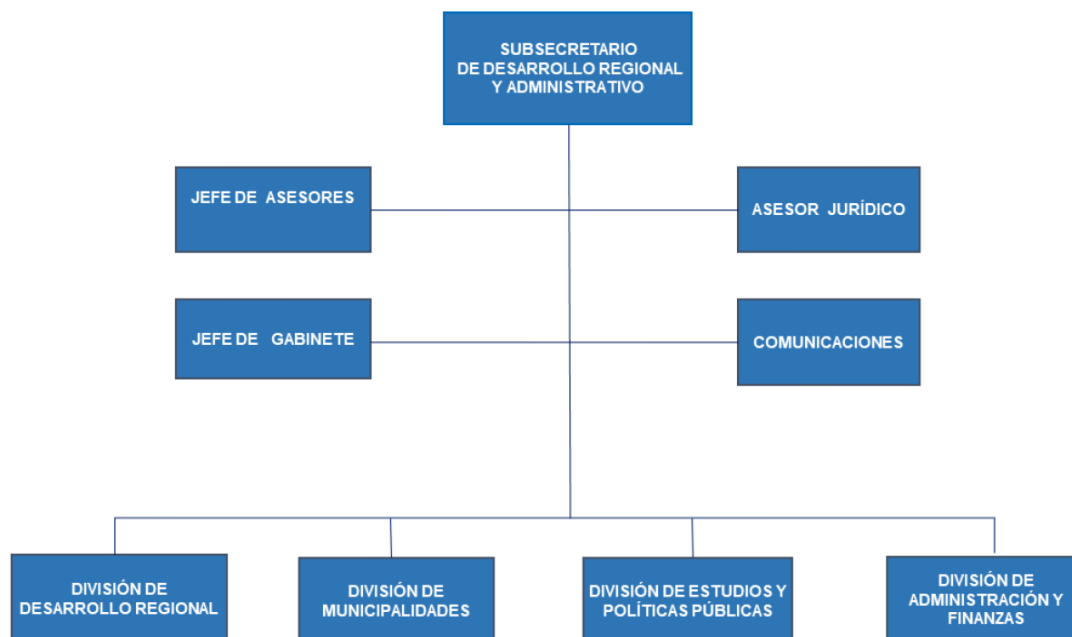 SUBSECRETARIO
DE DESARROLLO REGIONAL
Y ADMINISTRATIVO
JEFE DE ASESORES
ASESOR JURÍDICO
JEFE DE GABINETE
COMUNICACIONES
DIVISIÓN DE
DESARROLLO REGIONAL
DIVISIÓN DE
MUNICIPALIDADES
DIVISIÓN DE ESTUDIOS Y
POLÍTICAS PÚBLICAS
DIVISIÓN DE
ADMINISTRACIÓN Y
FINANZAS